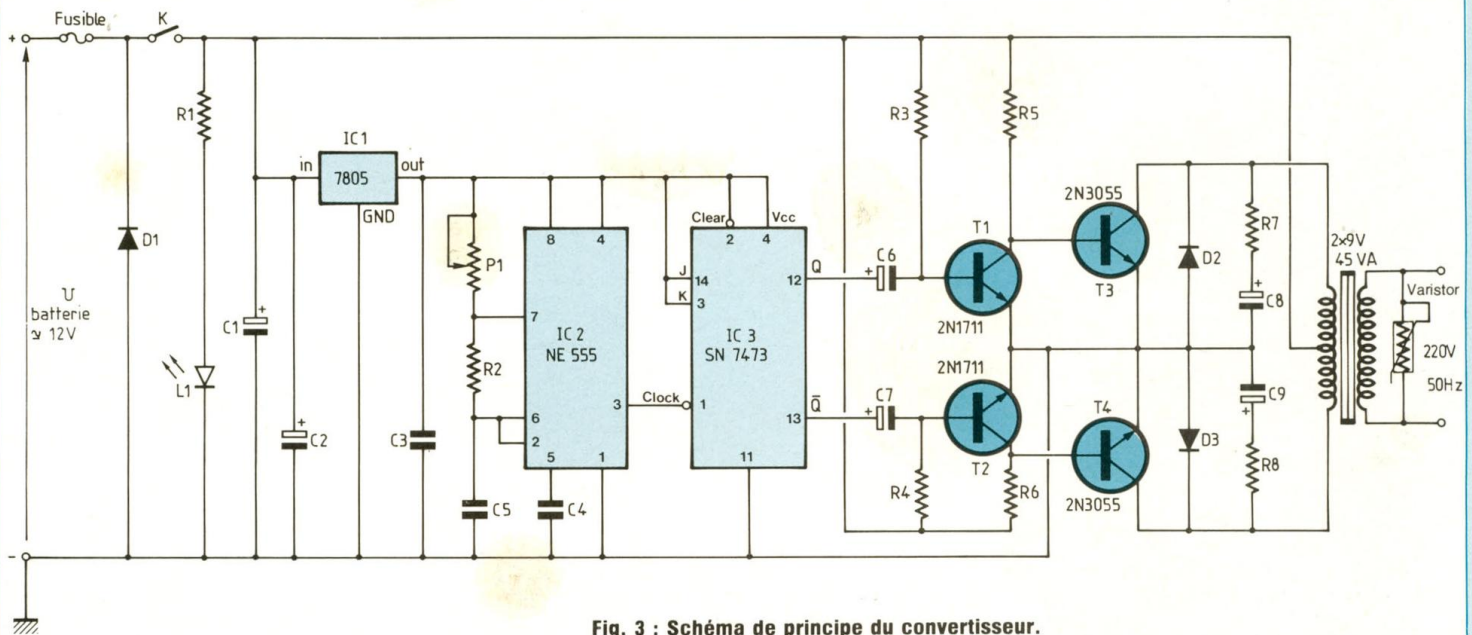 Fusible
K
+
R1
IC1
in
7805
out
GND
D1
U
batterie
≃ 12V
C1
+
L1
C2
+
C3
P1
R2
C5
8
4
7
IC 2
NE 555
3
6
2
5
1
C4
Clock
Clear
Vcc
2
4
J
14
K
3
12
Q
IC 3
SN 7473
1
13
Q̄
11
R3
R5
C6
+
T1
2N1711
2N1711
C7
+
T2
R4
R6
2N3055
T3
T4
2N3055
D2
R7
+
C8
C9
+
D3
R8
2×9V
45 VA
Varistor
220V
50Hz
-
Fig. 3 : Schéma de principe du convertisseur.